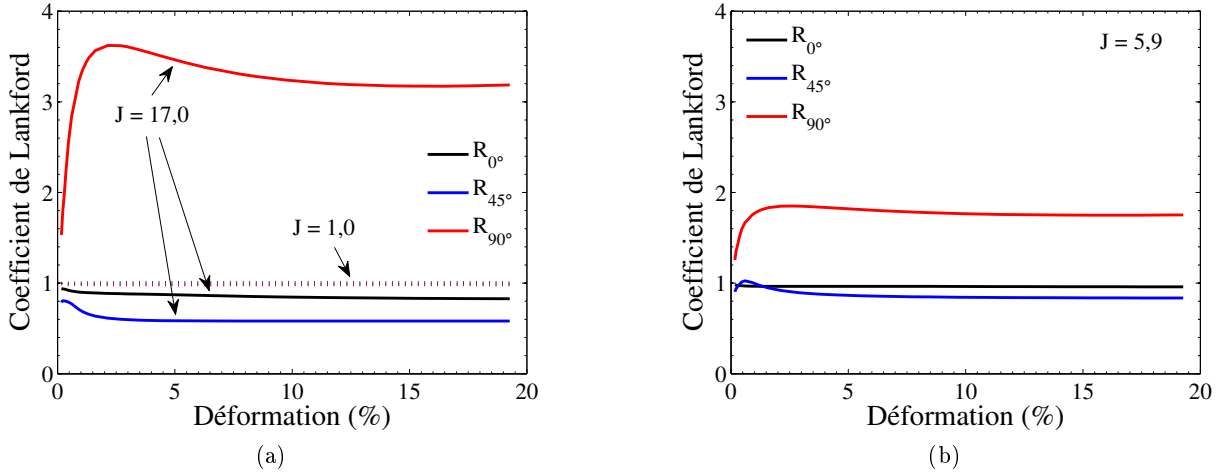 4
3
2
1
0
0
5
10
15
20
Coefficient de Lankford
Déformation (%)
J = 17,0
J = 1,0
R0°
R45°
R90°
(a)
4
3
2
1
0
0
5
10
15
20
Coefficient de Lankford
Déformation (%)
R0°
R45°
R90°
J = 5,9
(b)